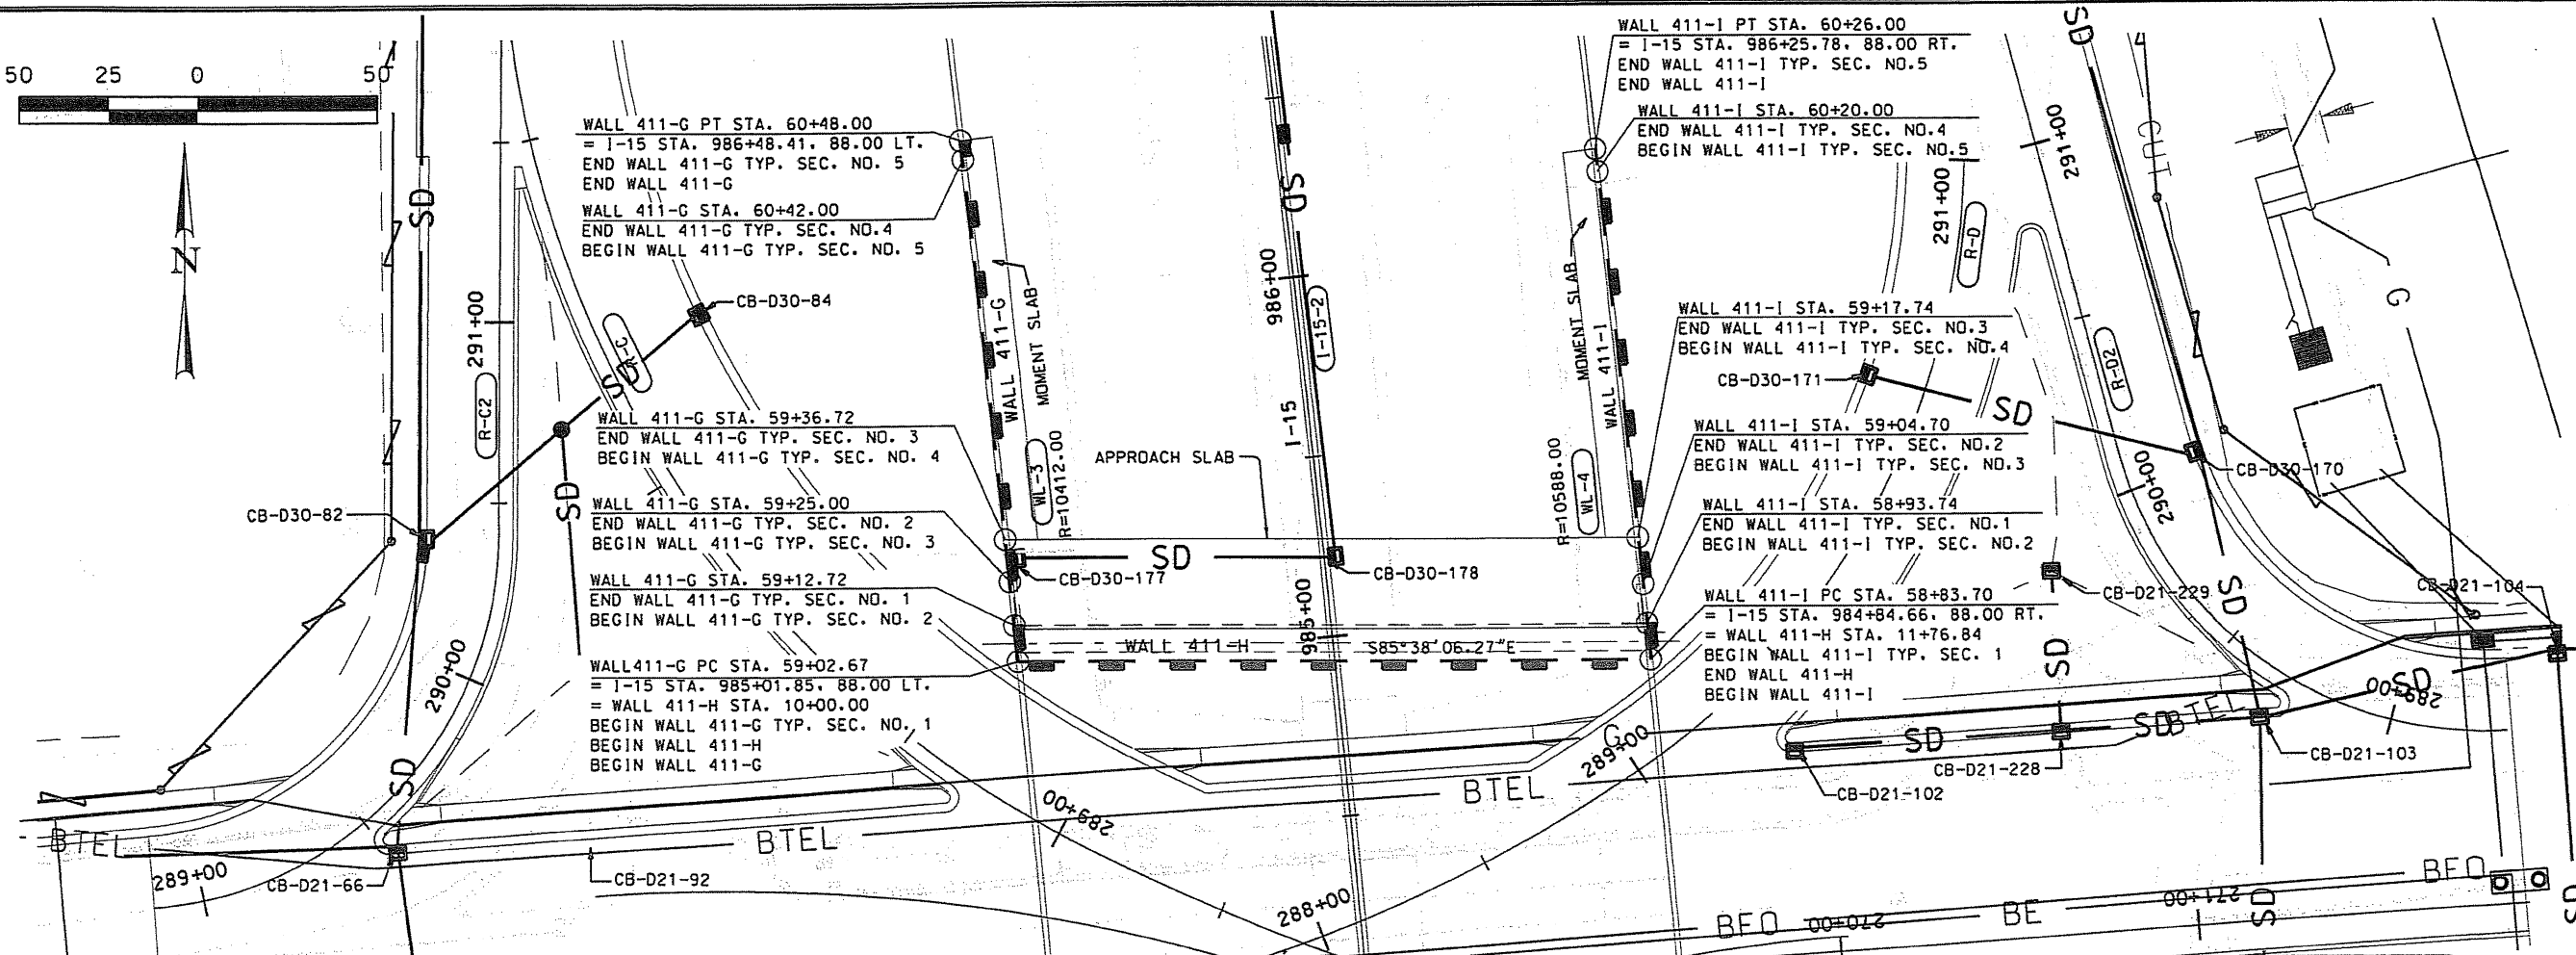 50 25 0 50
N
WALL 411-G PT STA. 60+48.00
= I-15 STA. 986+48.41, 88.00 LT.
END WALL 411-G TYP. SEC. NO. 5
END WALL 411-G
WALL 411-G STA. 60+42.00
END WALL 411-G TYP. SEC. NO.4
BEGIN WALL 411-G TYP. SEC. NO. 5
CB-D30-84
WALL 411-G STA. 59+36.72
END WALL 411-G TYP. SEC. NO. 3
BEGIN WALL 411-G TYP. SEC. NO. 4
WALL 411-G STA. 59+25.00
END WALL 411-G TYP. SEC. NO. 2
BEGIN WALL 411-G TYP. SEC. NO. 3
WALL 411-G STA. 59+12.72
END WALL 411-G TYP. SEC. NO. 1
BEGIN WALL 411-G TYP. SEC. NO. 2
WALL411-G PC STA. 59+02.67
= I-15 STA. 985+01.85, 88.00 LT.
= WALL 411-H STA. 10+00.00
BEGIN WALL 411-G TYP. SEC. NO. 1
BEGIN WALL 411-H
BEGIN WALL 411-G
WALL 411-I PT STA. 60+26.00
= I-15 STA. 986+25.78, 88.00 RT.
END WALL 411-I TYP. SEC. NO.5
END WALL 411-I
WALL 411-I STA. 60+20.00
END WALL 411-I TYP. SEC. NO.4
BEGIN WALL 411-I TYP. SEC. NO.5
WALL 411-I STA. 59+17.74
END WALL 411-I TYP. SEC. NO.3
BEGIN WALL 411-I TYP. SEC. NO.4
CB-D30-171
WALL 411-I STA. 59+04.70
END WALL 411-I TYP. SEC. NO.2
BEGIN WALL 411-I TYP. SEC. NO.3
WALL 411-I STA. 58+93.74
END WALL 411-I TYP. SEC. NO.1
BEGIN WALL 411-I TYP. SEC. NO.2
WALL 411-I PC STA. 58+83.70
= I-15 STA. 984+84.66, 88.00 RT.
= WALL 411-H STA. 11+76.84
BEGIN WALL 411-I TYP. SEC. 1
END WALL 411-H
BEGIN WALL 411-I
SD
SD
SD
SD
SD
R-C
R-C2
291+00
290+00
289+00
CB-D30-82
CB-D21-66
CB-D21-92
BTEL
BTEL
WALL 411-G
MOMENT SLAB
WL-3
R=10412.00
APPROACH SLAB
SD
SD
986+00
I-15-2
I-15
985+00
CB-D30-177
CB-D30-178
WALL 411-H S85°38'06.27"E
MOMENT SLAB
WALL 411-I
R=10588.00
WL-4
289+00
288+00
BTEL
G
289+00
291+00
R-D
SD
291+00
CUT
G
R-D2
SD
290+00
CB-D30-170
CB-D21-229
CB-D21-104
SD
SD
SD
SD
SD
BTEL
289+00
CB-D21-102
CB-D21-228
CB-D21-103
BFO
270+00
BE
271+00
BFO
SD
SD